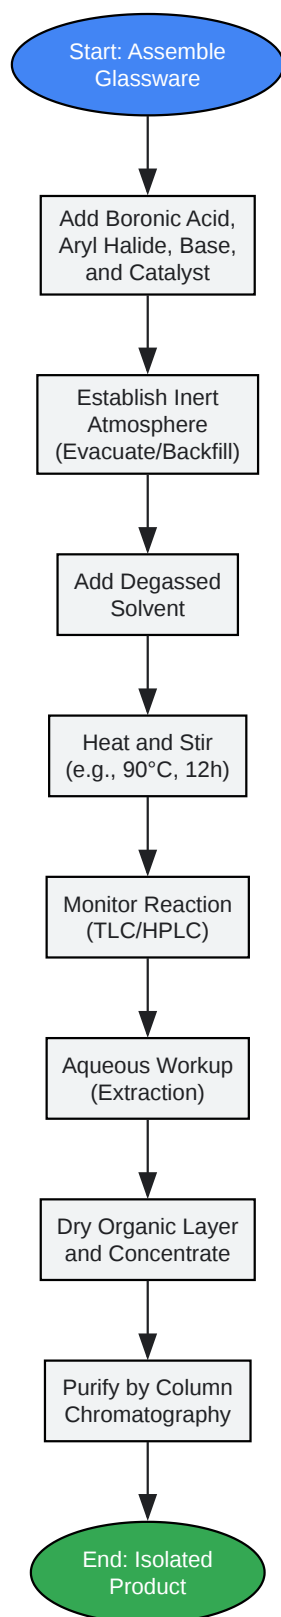 Start: Assemble
Glassware
Add Boronic Acid,
Aryl Halide, Base,
and Catalyst
Establish Inert
Atmosphere
(Evacuate/Backfill)
Add Degassed
Solvent
Heat and Stir
(e.g., 90°C, 12h)
Monitor Reaction
(TLC/HPLC)
Aqueous Workup
(Extraction)
Dry Organic Layer
and Concentrate
Purify by Column
Chromatography
End: Isolated
Product